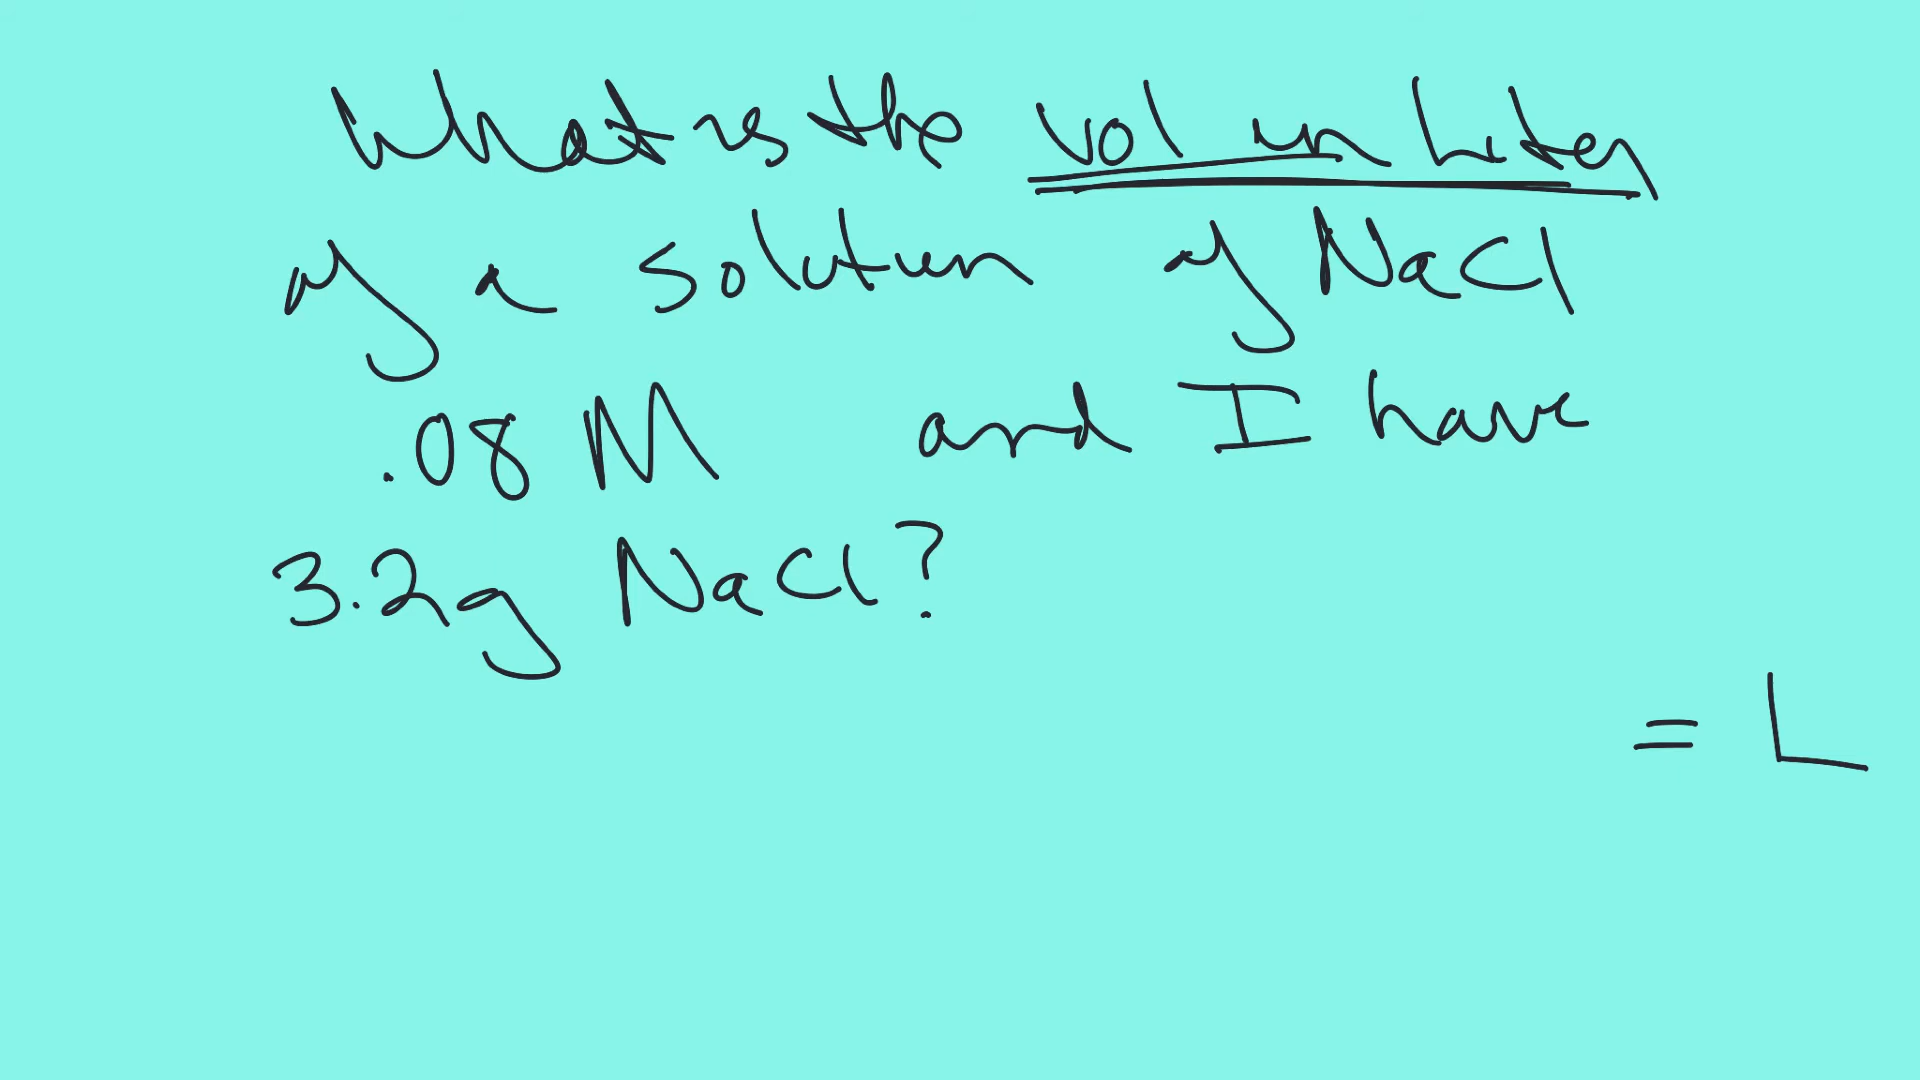 What is the vol in Liters
of a solution of NaCl
.08 M and I have
3.2g NaCl?
= L